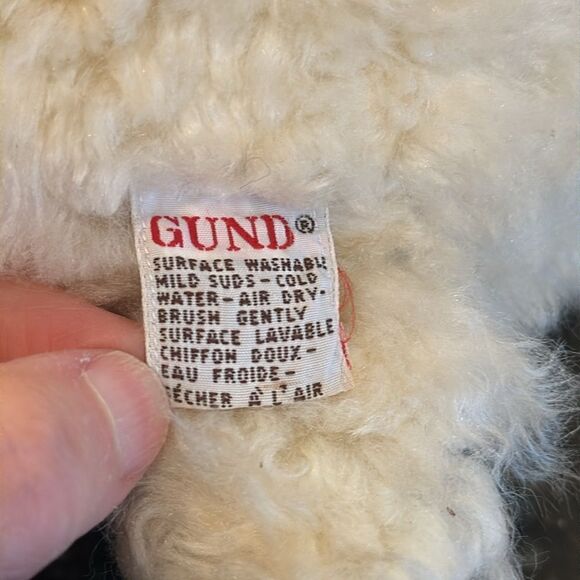 GUND®
SURFACE WASHABLE
MILD SUDS-COLD
WATER-AIR DRY-
BRUSH GENTLY
SURFACE LAVABLE
CHIFFON DOUX-
EAU FROIDE-
SÉCHER A L'AIR